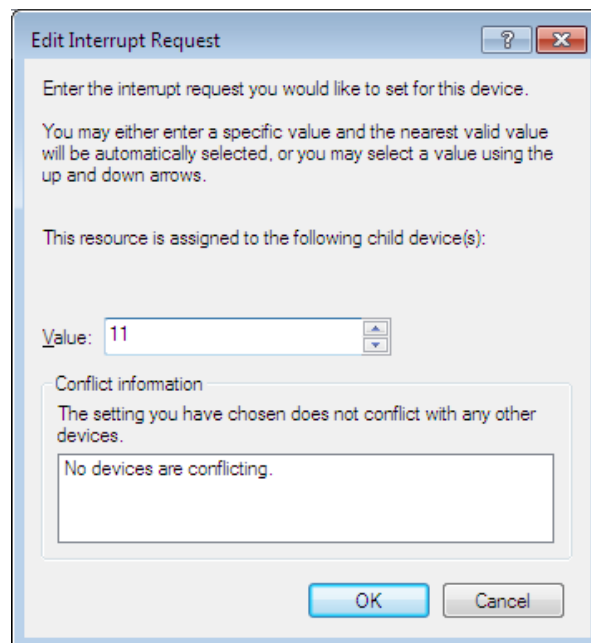 Edit Interrupt Request
?
Enter the interrupt request you would like to set for this device.
You may either enter a specific value and the nearest valid value
will be automatically selected, or you may select a value using the
up and down arrows.
This resource is assigned to the following child device(s):
Value: 11
Conflict information
The setting you have chosen does not conflict with any other
devices.
No devices are conflicting.
OK Cancel